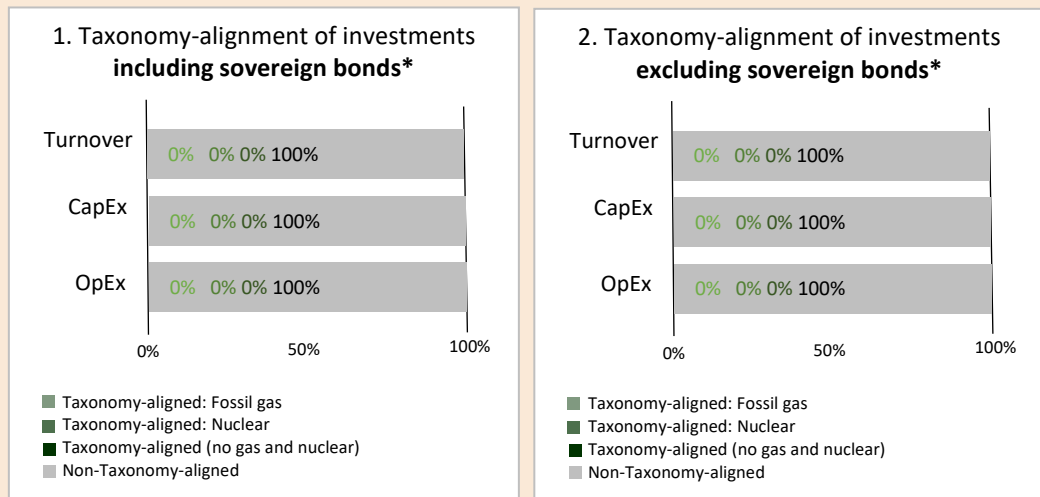 1. Taxonomy-alignment of investments
including sovereign bonds*
Turnover
0% 0% 0% 100%
CapEx
0% 0% 0% 100%
OpEx
0% 0% 0% 100%
0% 50% 100%
Taxonomy-aligned: Fossil gas
Taxonomy-aligned: Nuclear
Taxonomy-aligned (no gas and nuclear)
Non-Taxonomy-aligned
2. Taxonomy-alignment of investments
excluding sovereign bonds*
Turnover
0% 0% 0% 100%
CapEx
0% 0% 0% 100%
OpEx
0% 0% 0% 100%
0% 50% 100%
Taxonomy-aligned: Fossil gas
Taxonomy-aligned: Nuclear
Taxonomy-aligned (no gas and nuclear)
Non-Taxonomy-aligned